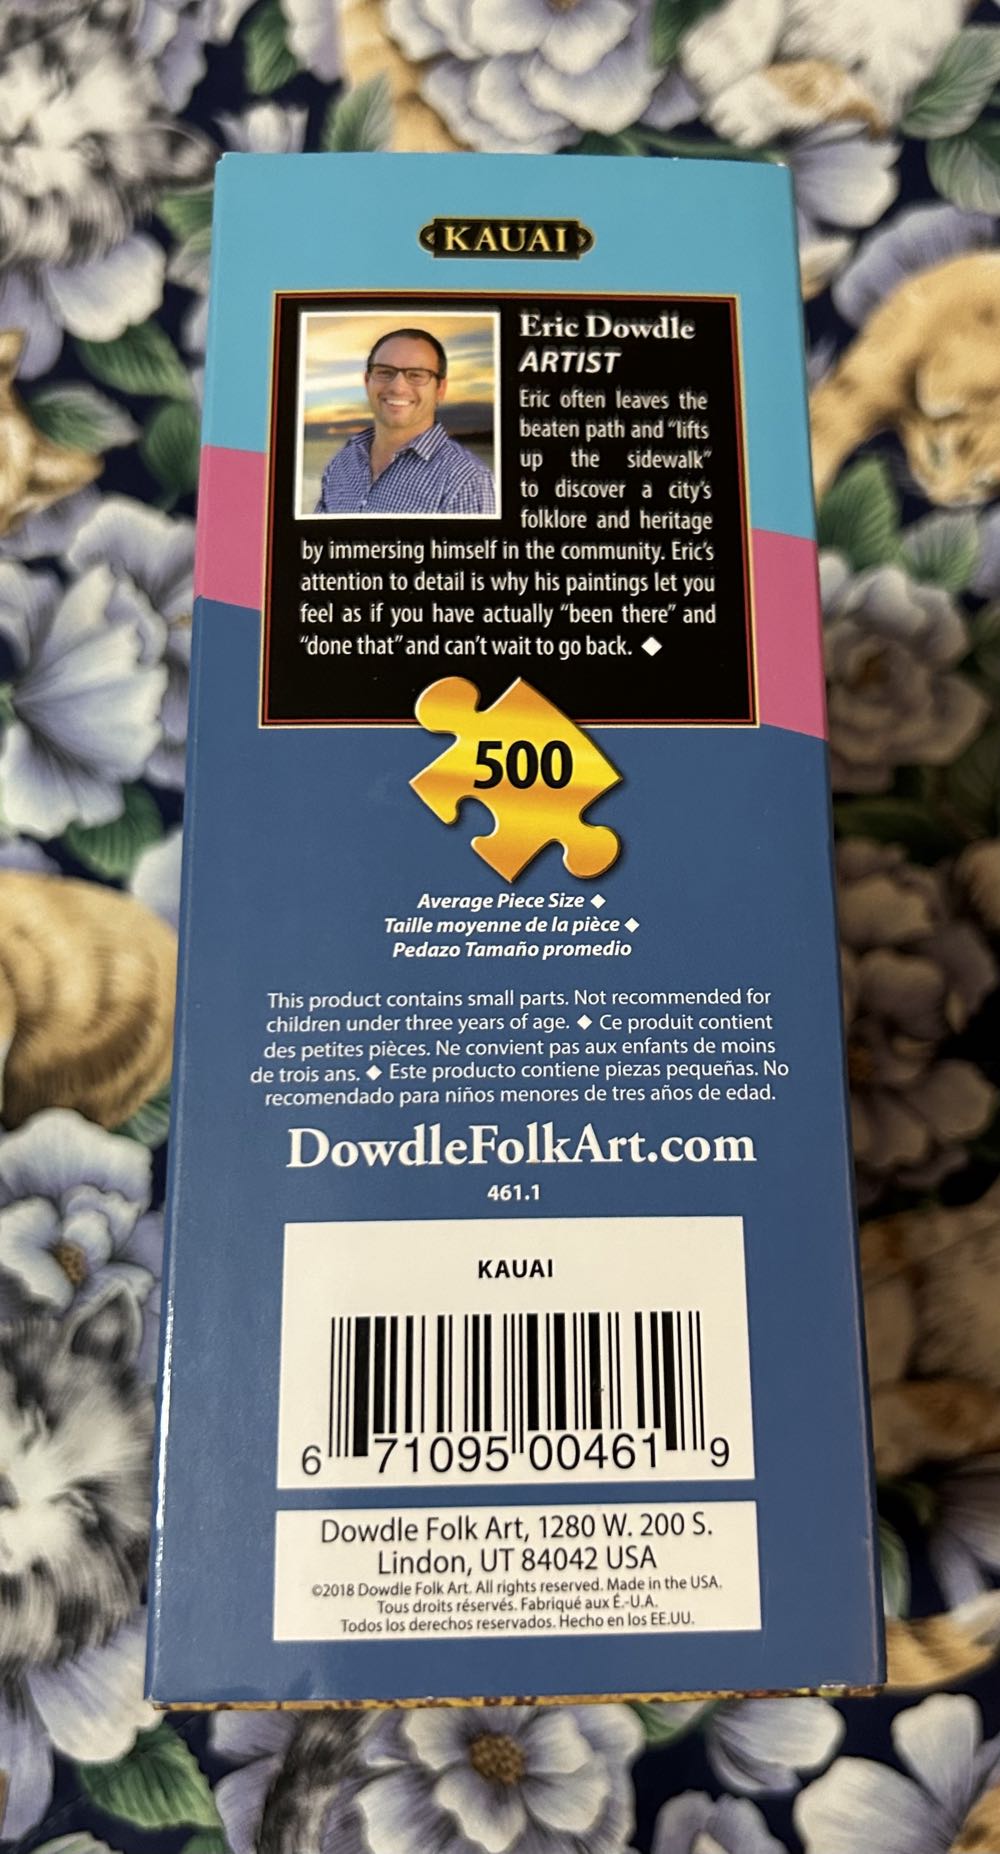 KAUAI
Eric Dowdle
ARTIST
Eric often leaves the
beaten path and “lifts
up the sidewalk”
to discover a city’s
folklore and heritage
by immersing himself in the community. Eric’s
attention to detail is why his paintings let you
feel as if you have actually “been there” and
“done that” and can’t wait to go back. ◆
500
Average Piece Size ◆
Taille moyenne de la pièce ◆
Pedazo Tamaño promedio
This product contains small parts. Not recommended for
children under three years of age. ◆ Ce produit contient
des petites pièces. Ne convient pas aux enfants de moins
de trois ans. ◆ Este producto contiene piezas pequeñas. No
recomendado para niños menores de tres años de edad.
DowdleFolkArt.com
461.1
KAUAI
6 71095 00461 9
Dowdle Folk Art, 1280 W. 200 S.
Lindon, UT 84042 USA
©2018 Dowdle Folk Art. All rights reserved. Made in the USA.
Tous droits réservés. Fabriqué aux É.-U.A.
Todos los derechos reservados. Hecho en los EE.UU.